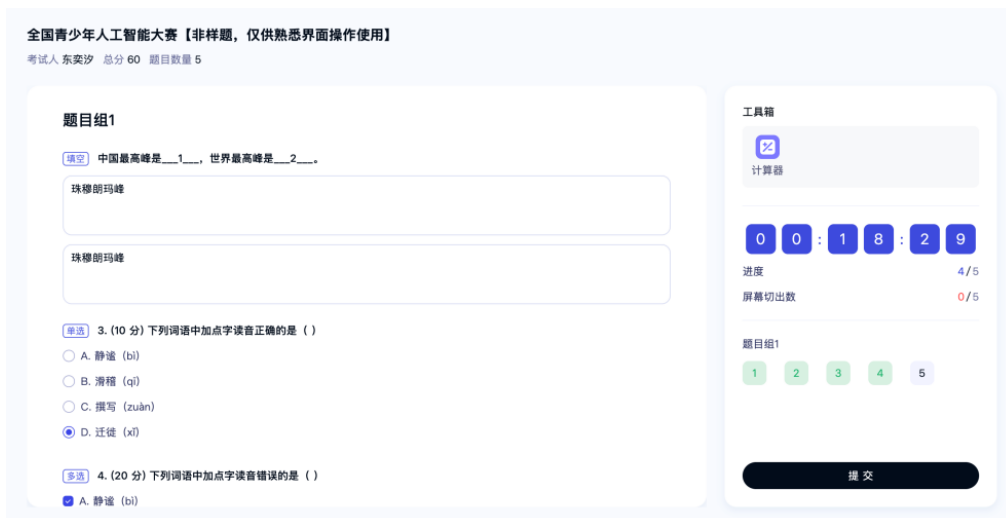 全国青少年人工智能大赛【非样题，仅供熟悉界面操作使用】
考试人 东奕汐 总分 60 题目数量 5
题目组1
填空 中国最高峰是___1___，世界最高峰是___2___。
珠穆朗玛峰
珠穆朗玛峰
单选 3. (10 分) 下列词语中加点字读音正确的是（ ）
A. 静谧（bì）
B. 滑稽（qí）
C. 撰写（zuàn）
D. 迁徙（xǐ）
多选 4. (20 分) 下列词语中加点字读音错误的是（ ）
A. 静谧（bì）
工具箱
计算器
00:18:29
进度 4/5
屏幕切出数 0/5
题目组1
1 2 3 4 5
提 交